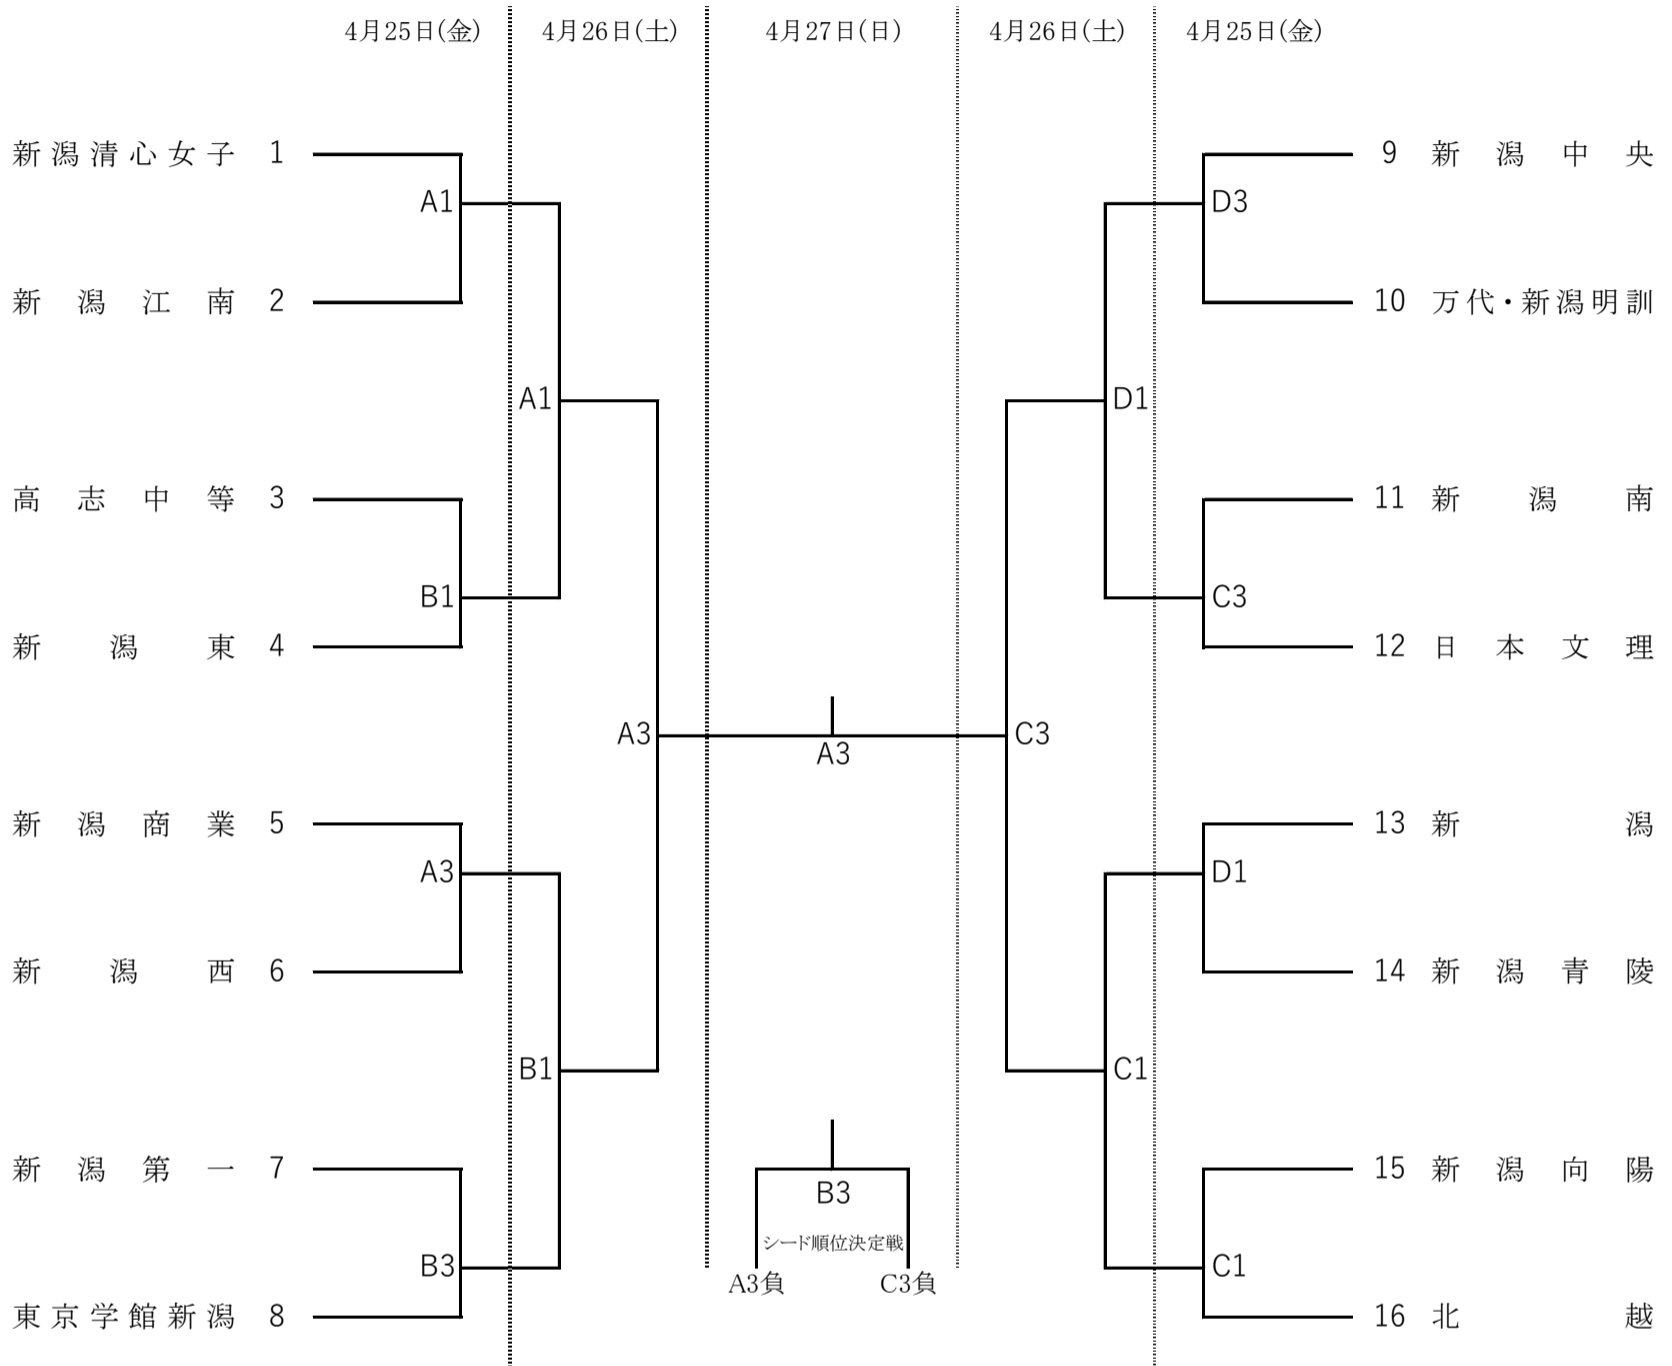 4月25日(金) 4月26日(土) 4月27日(日) 4月26日(土) 4月25日(金)
新潟清心女子 1 9 新潟中央
A1 D3
新潟江南 2 10 万代・新潟明訓
A1 D1
高志中等 3 11 新潟南
B1 C3
新潟東 4 12 日本文理
A3 A3 C3
新潟商業 5 13 新潟
A3 D1
新潟西 6 14 新潟青陵
B1 C1
新潟第一 7 15 新潟向陽
B3
シード順位決定戦
B3 C1
A3負 C3負
東京学館新潟 8 16 北越